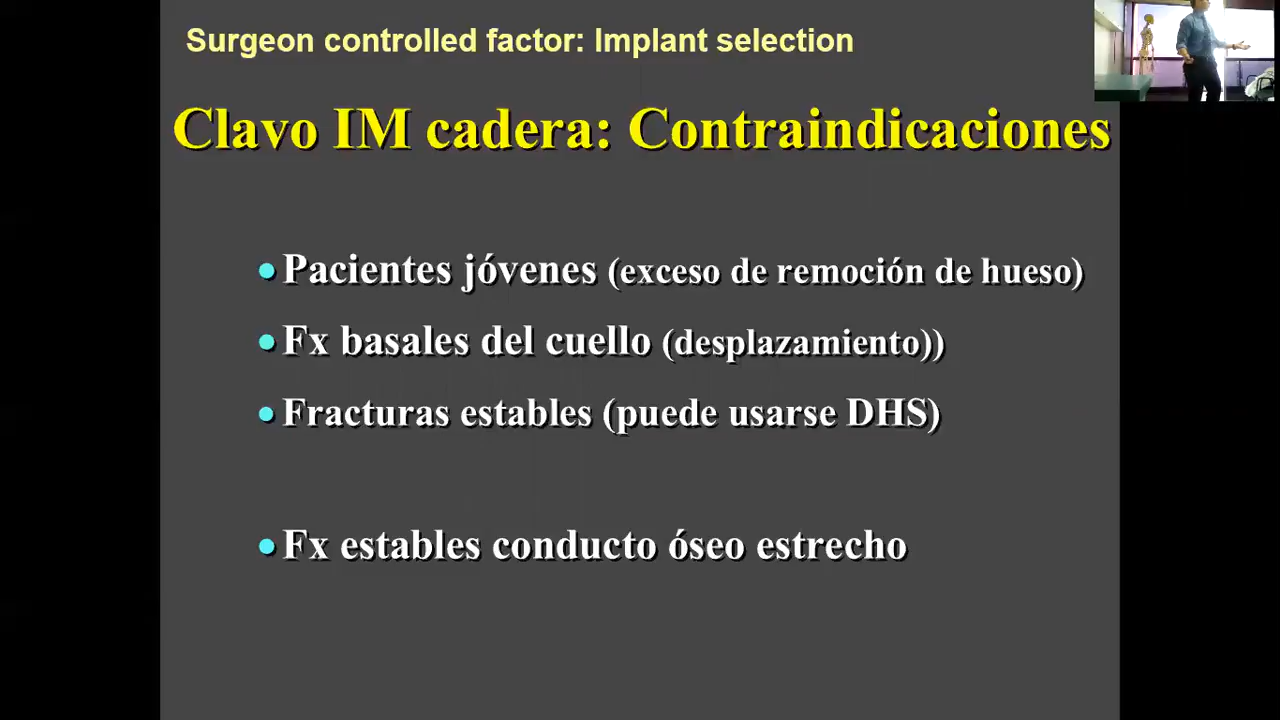 Surgeon controlled factor: Implant selection
Clavo IM cadera: Contraindicaciones
•Pacientes jóvenes (exceso de remoción de hueso)
•Fx basales del cuello (desplazamiento))
•Fracturas estables (puede usarse DHS)
•Fx estables conducto óseo estrecho